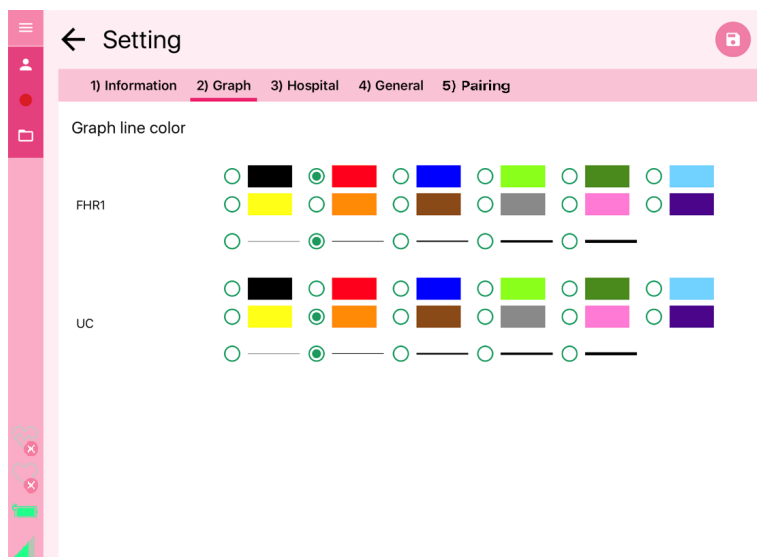 Setting
1) Information 2) Graph 3) Hospital 4) General 5) Pairing
Graph line color
FHR1
UC